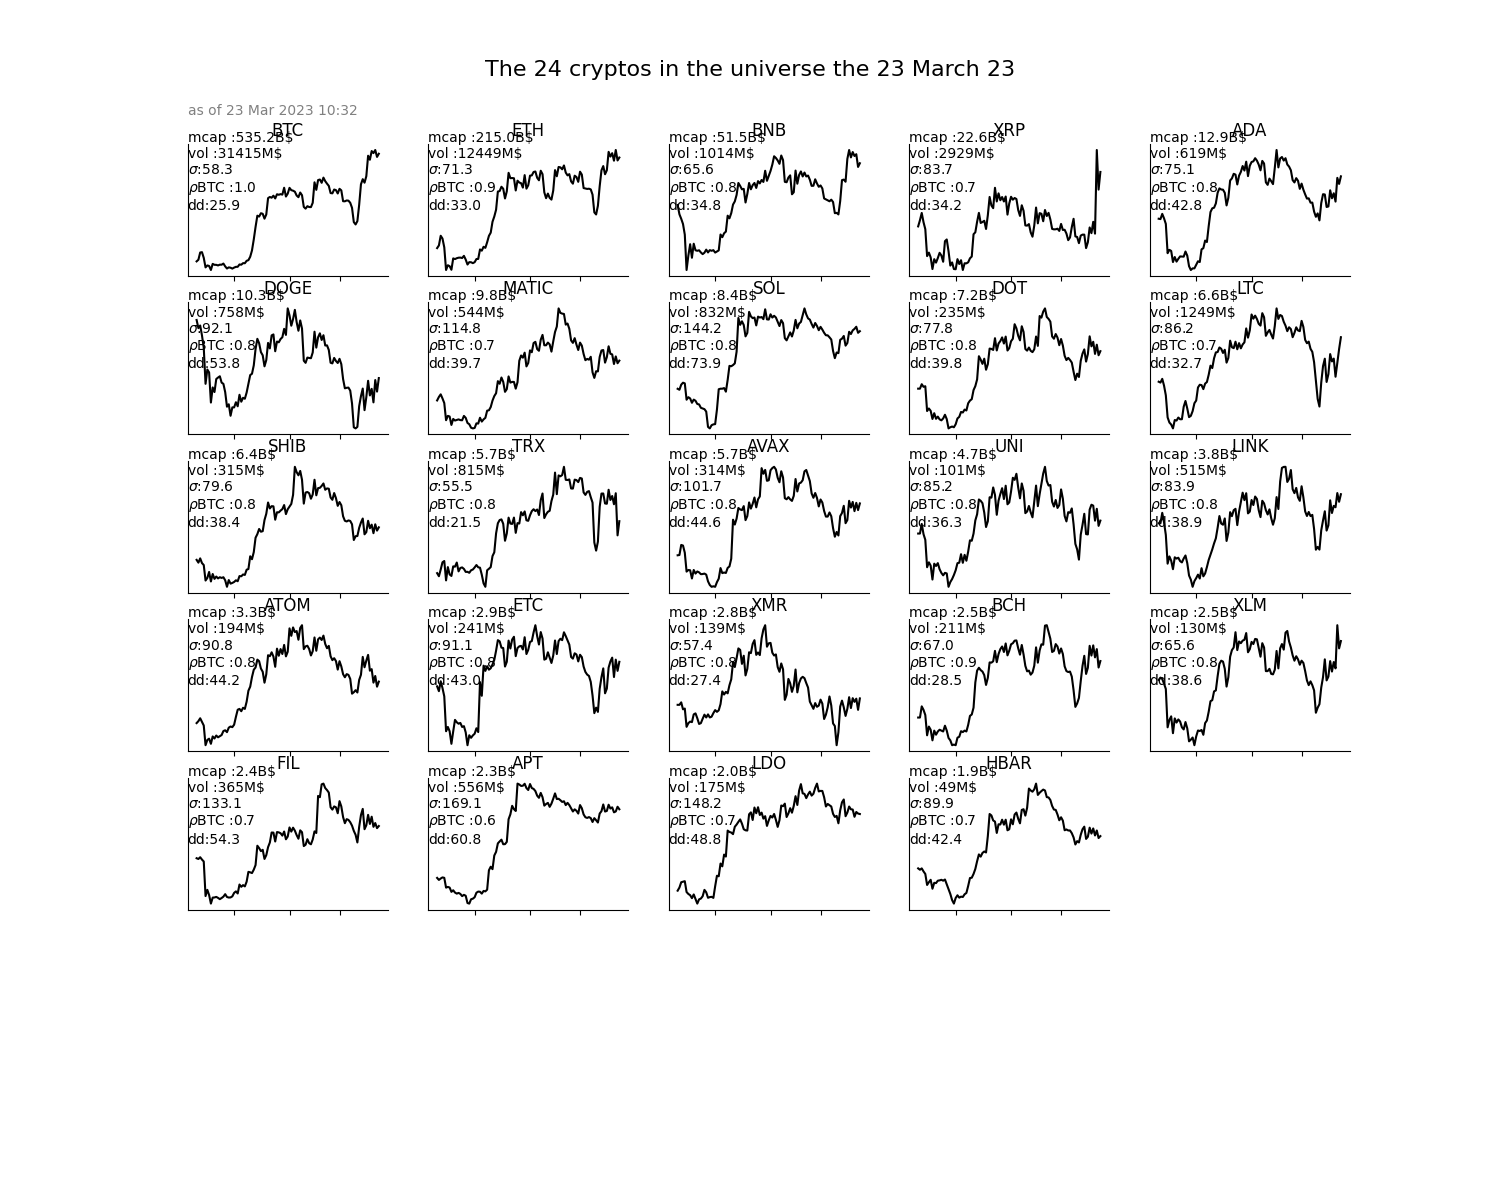 The 24 cryptos in the universe the 23 March 23
as of 23 Mar 2023 10:32
BTC
mcap :535.2B$
vol :31415M$
σ:58.3
ρBTC :1.0
dd:25.9
ETH
mcap :215.0B$
vol :12449M$
σ:71.3
ρBTC :0.9
dd:33.0
BNB
mcap :51.5B$
vol :1014M$
σ:65.6
ρBTC :0.8
dd:34.8
XRP
mcap :22.6B$
vol :2929M$
σ:83.7
ρBTC :0.7
dd:34.2
ADA
mcap :12.9B$
vol :619M$
σ:75.1
ρBTC :0.8
dd:42.8
DOGE
mcap :10.3B$
vol :758M$
σ:92.1
ρBTC :0.8
dd:53.8
MATIC
mcap :9.8B$
vol :544M$
σ:114.8
ρBTC :0.7
dd:39.7
SOL
mcap :8.4B$
vol :832M$
σ:144.2
ρBTC :0.8
dd:73.9
DOT
mcap :7.2B$
vol :235M$
σ:77.8
ρBTC :0.8
dd:39.8
LTC
mcap :6.6B$
vol :1249M$
σ:86.2
ρBTC :0.7
dd:32.7
SHIB
mcap :6.4B$
vol :315M$
σ:79.6
ρBTC :0.8
dd:38.4
TRX
mcap :5.7B$
vol :815M$
σ:55.5
ρBTC :0.8
dd:21.5
AVAX
mcap :5.7B$
vol :314M$
σ:101.7
ρBTC :0.8
dd:44.6
UNI
mcap :4.7B$
vol :101M$
σ:85.2
ρBTC :0.8
dd:36.3
LINK
mcap :3.8B$
vol :515M$
σ:83.9
ρBTC :0.8
dd:38.9
ATOM
mcap :3.3B$
vol :194M$
σ:90.8
ρBTC :0.8
dd:44.2
ETC
mcap :2.9B$
vol :241M$
σ:91.1
ρBTC :0.8
dd:43.0
XMR
mcap :2.8B$
vol :139M$
σ:57.4
ρBTC :0.8
dd:27.4
BCH
mcap :2.5B$
vol :211M$
σ:67.0
ρBTC :0.9
dd:28.5
XLM
mcap :2.5B$
vol :130M$
σ:65.6
ρBTC :0.8
dd:38.6
FIL
mcap :2.4B$
vol :365M$
σ:133.1
ρBTC :0.7
dd:54.3
APT
mcap :2.3B$
vol :556M$
σ:169.1
ρBTC :0.6
dd:60.8
LDO
mcap :2.0B$
vol :175M$
σ:148.2
ρBTC :0.7
dd:48.8
HBAR
mcap :1.9B$
vol :49M$
σ:89.9
ρBTC :0.7
dd:42.4